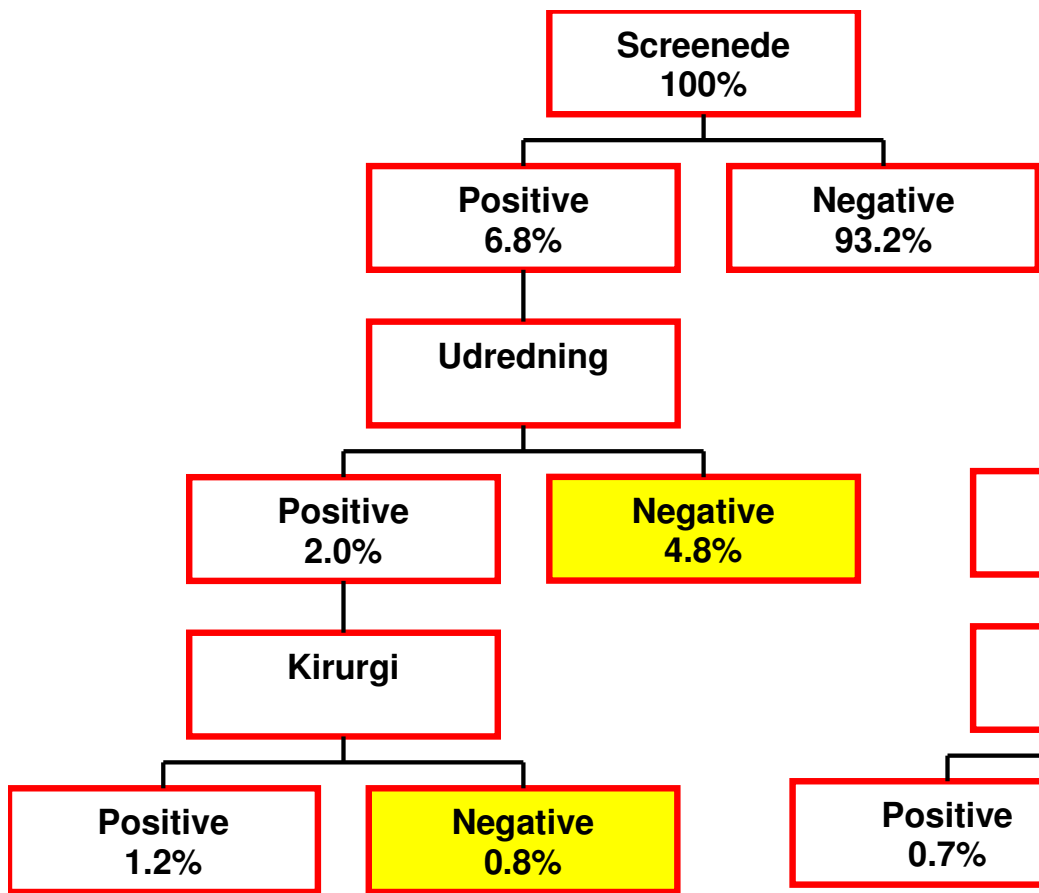 Screenede
100%
Positive
6.8%
Negative
93.2%
Udredning
Positive
2.0%
Negative
4.8%
Kirurgi
Positive
1.2%
Negative
0.8%
Positive
0.7%